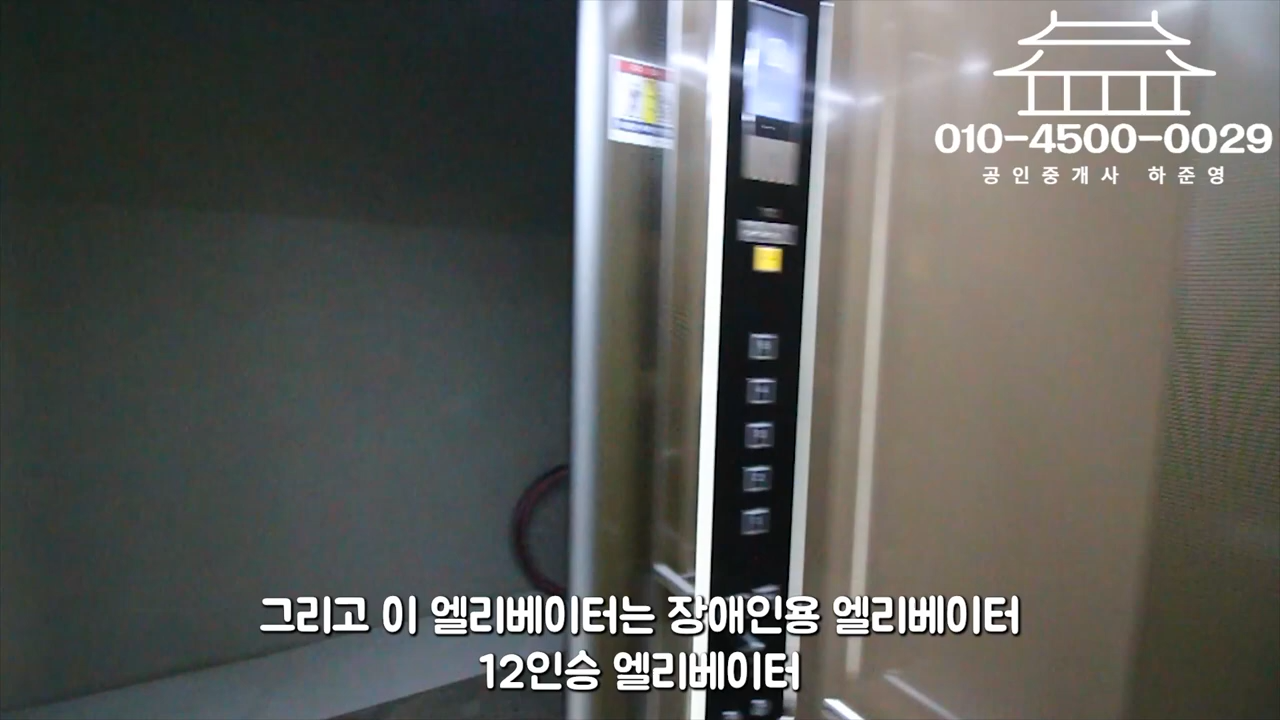 010-4500-0029
공인중개사 하준영
그리고 이 엘리베이터는 장애인용 엘리베이터
12인승 엘리베이터